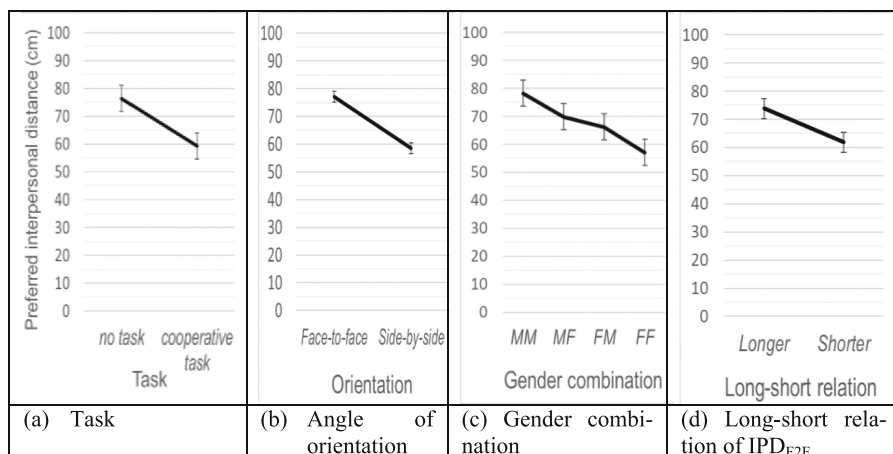 Preferred interpersonal distance (cm)
100
90
80
70
60
50
40
30
20
10
0
no task cooperative
task
Task
100
90
80
70
60
50
40
30
20
10
0
Face-to-face Side-by-side
Orientation
100
90
80
70
60
50
40
30
20
10
0
MM MF FM FF
Gender combination
100
90
80
70
60
50
40
30
20
10
0
Longer Shorter
Long-short relation
(a) Task
(b) Angle of
orientation
(c) Gender combi-
nation
(d) Long-short rela-
tion of IPDF2F